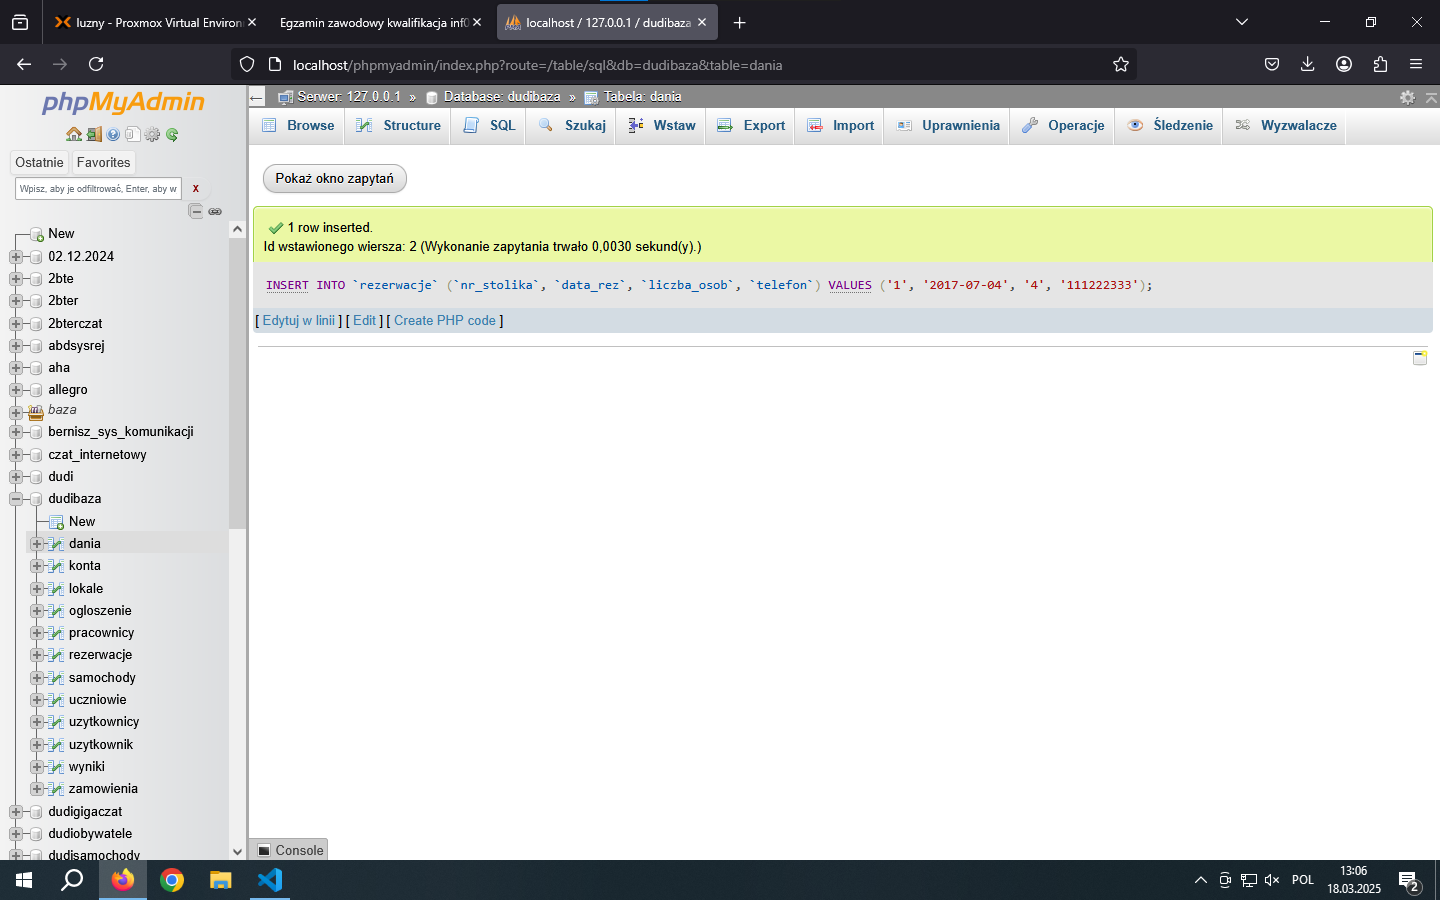 luzny - Proxmox Virtual Environ
Egzamin zawodowy kwalifikacja inf0
localhost / 127.0.0.1 / dudibaza
localhost/phpmyadmin/index.php?route=/table/sql&db=dudibaza&table=dania
phpMyAdmin
Ostatnie
Favorites
Wpisz, aby je odfiltrować, Enter, aby w
X
New
02.12.2024
2bte
2bter
2bterczat
abdsysrej
aha
allegro
baza
bernisz_sys_komunikacji
czat_internetowy
dudi
dudibaza
New
dania
konta
lokale
ogloszenie
pracownicy
rezerwacje
samochody
uczniowie
uzytkownicy
uzytkownik
wyniki
zamowienia
dudigigaczat
dudiobywatele
dudisamochody
Serwer: 127.0.0.1 » Database: dudibaza » Tabela: dania
Browse Structure SQL Szukaj Wstaw Export Import Uprawnienia Operacje Śledzenie Wyzwalacze
Pokaż okno zapytań
1 row inserted.
Id wstawionego wiersza: 2 (Wykonanie zapytania trwało 0,0030 sekund(y).)
INSERT INTO `rezerwacje` (`nr_stolika`, `data_rez`, `liczba_osob`, `telefon`) VALUES ('1', '2017-07-04', '4', '111222333');
[ Edytuj w linii ] [ Edit ] [ Create PHP code ]
Console
POL
13:06
18.03.2025
2